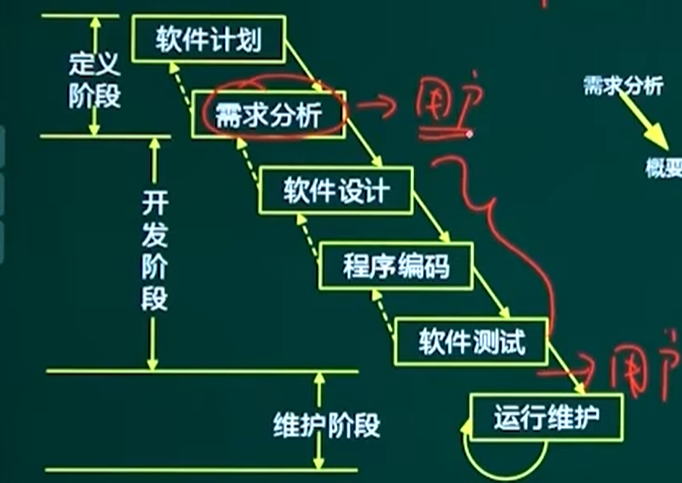 软件计划
定义
阶段
需求分析
用户
需求分析
概要
软件设计
开
发
阶
段
程序编码
软件测试
用户
运行维护
维护阶段